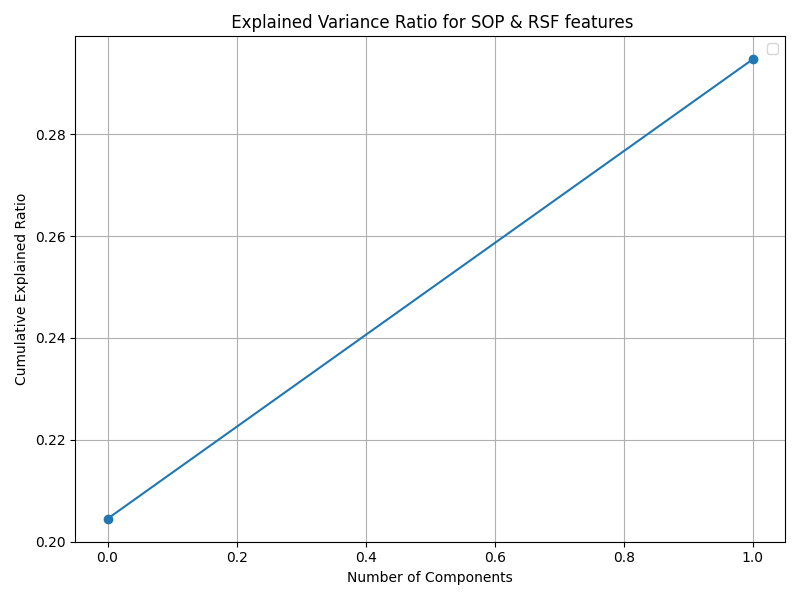 Explained Variance Ratio for SOP & RSF features
Cumulative Explained Ratio
0.28
0.26
0.24
0.22
0.20
0.0 0.2 0.4 0.6 0.8 1.0
Number of Components